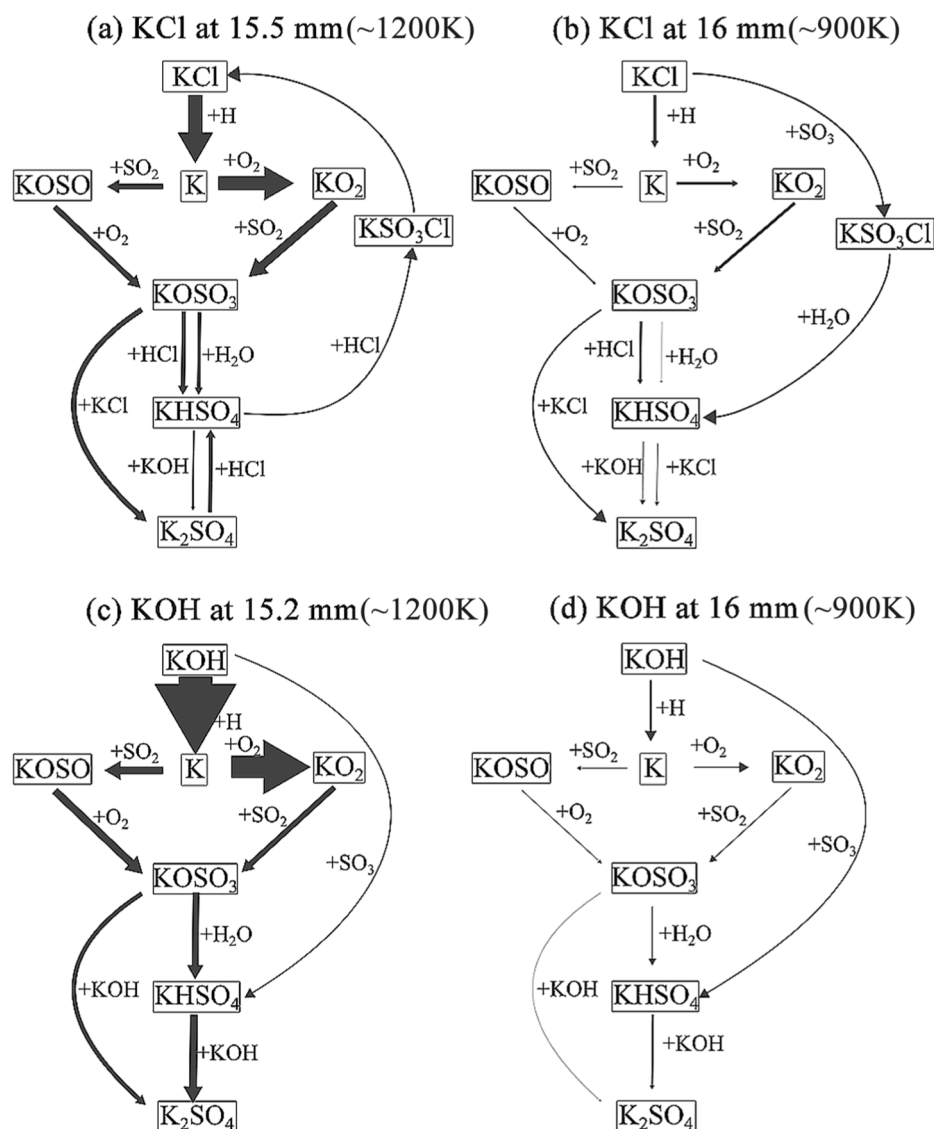 (a) KCl at 15.5 mm(~1200K)
KCl
+H
KOSO
+SO₂
K
+O₂
KO₂
+O₂
+SO₂
KSO₃Cl
KOSO₃
+HCl
+H₂O
+HCl
+KCl
KHSO₄
+KOH
+HCl
K₂SO₄
(b) KCl at 16 mm(~900K)
KCl
+SO₃
+H
KOSO
+SO₂
K
+O₂
KO₂
+O₂
+SO₂
KSO₃Cl
KOSO₃
+H₂O
+HCl
+H₂O
+KCl
KHSO₄
+KOH
+KCl
K₂SO₄
(c) KOH at 15.2 mm(~1200K)
KOH
+H
KOSO
+SO₂
K
+O₂
KO₂
+O₂
+SO₂
+SO₃
KOSO₃
+H₂O
+KOH
KHSO₄
+KOH
K₂SO₄
(d) KOH at 16 mm(~900K)
KOH
+H
KOSO
+SO₂
K
+O₂
KO₂
+O₂
+SO₂
+SO₃
KOSO₃
+H₂O
+KOH
KHSO₄
+KOH
K₂SO₄